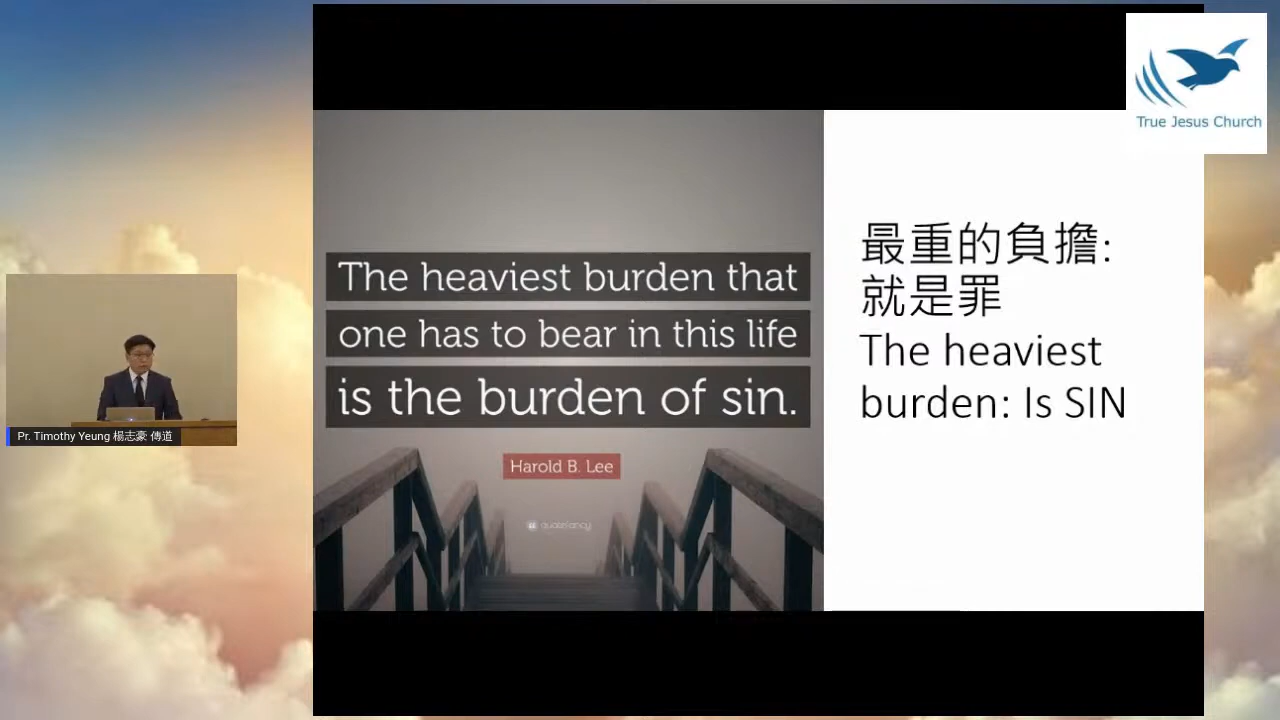 True Jesus Church
The heaviest burden that
one has to bear in this life
is the burden of sin.
Harold B. Lee
quotefancy
最重的負擔:
就是罪
The heaviest
burden: Is SIN
Pr. Timothy Yeung 楊志豪 傳道